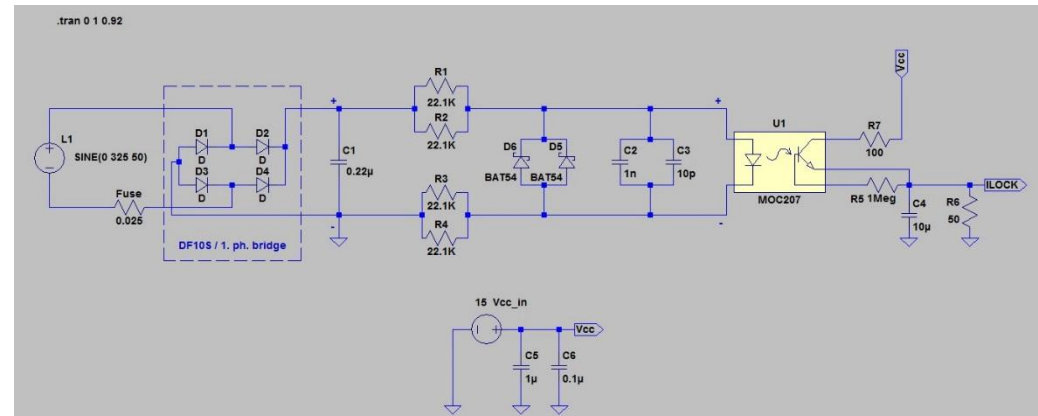 .tran 0 1 0.92
L1
SINE(0 325 50)
Fuse
0.025
D1
D
D2
D
D3
D
D4
D
DF10S / 1. ph. bridge
+
C1
0.22µ
-
R1
22.1K
R2
22.1K
R3
22.1K
R4
22.1K
D6
BAT54
D5
BAT54
C2
1n
C3
10p
+
-
U1
MOC207
Vcc
R7
100
R5 1Meg
C4
10µ
R6
50
ILOCK
15 Vcc_in
Vcc
C5
1µ
C6
0.1µ